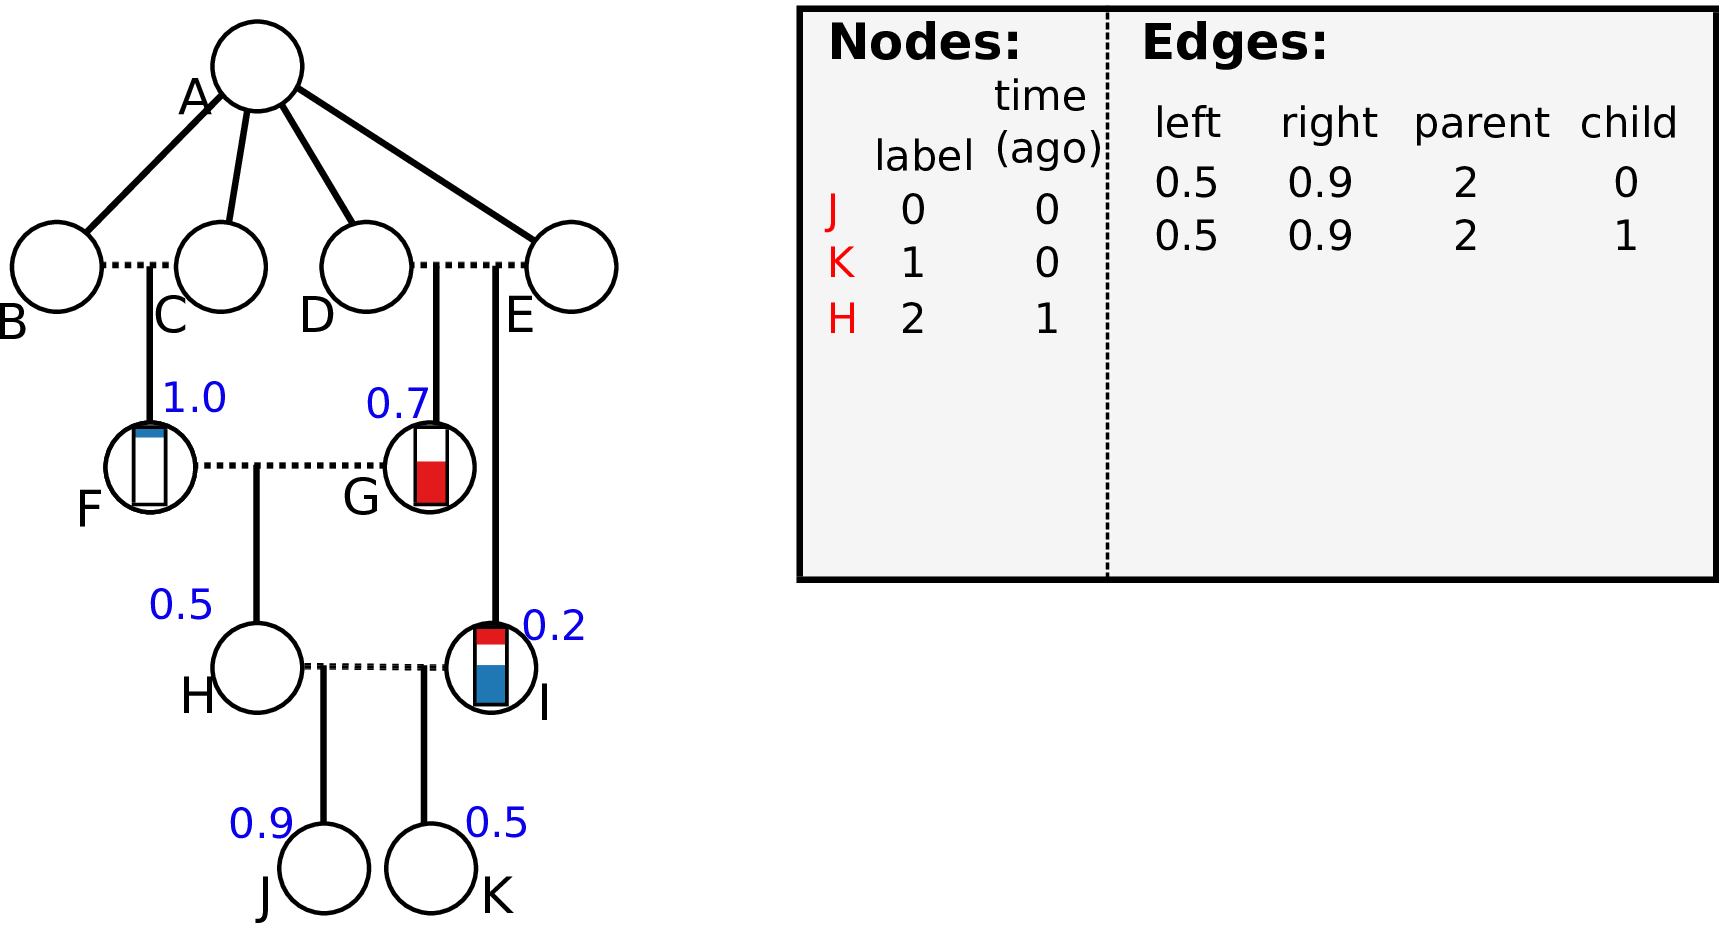 A
B
C
D
E
1.0
0.7
F
G
0.5
0.2
H
I
0.9
0.5
J
K
Nodes:
time
label (ago)
J 0 0
K 1 0
H 2 1
Edges:
left right parent child
0.5 0.9 2 0
0.5 0.9 2 1